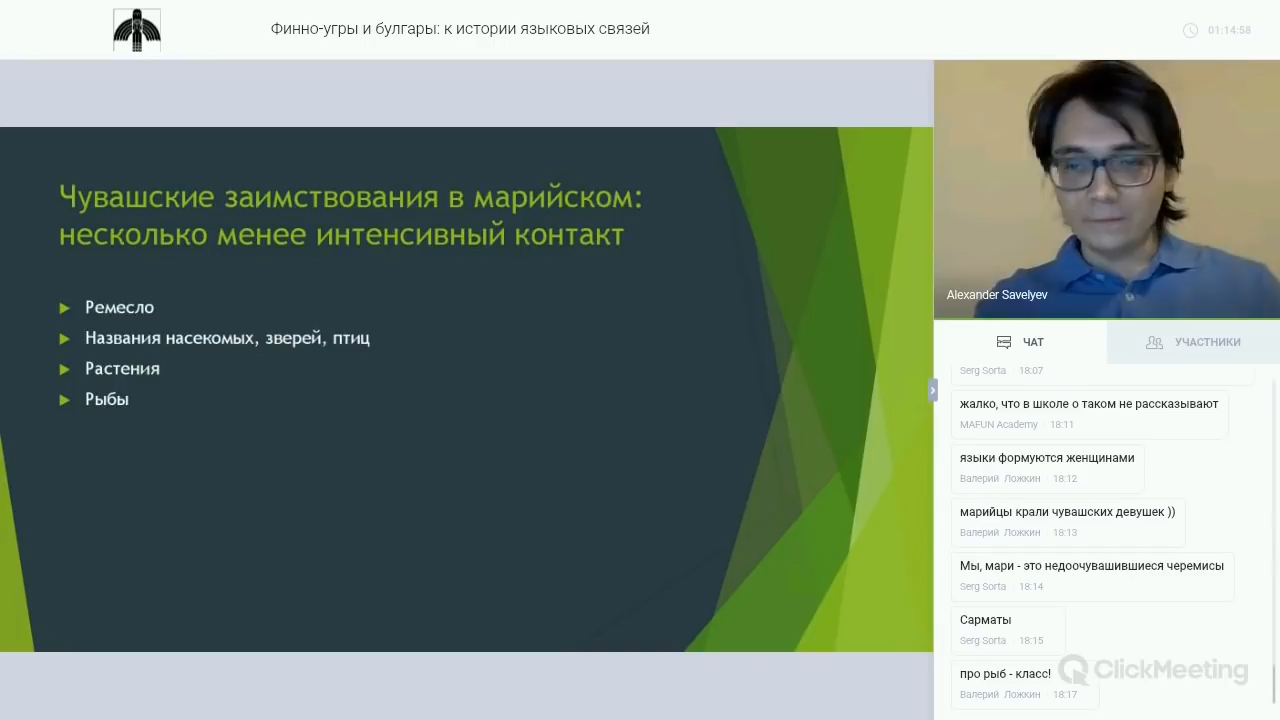 Финно-угры и булгары: к истории языковых связей
01:14:58
Чувашские заимствования в марийском:
несколько менее интенсивный контакт
Ремесло
Названия насекомых, зверей, птиц
Растения
Рыбы
Alexander Savelyev
ЧАТ
УЧАСТНИКИ
Serg Sorta · 18:07
жалко, что в школе о таком не рассказывают
MAFUN Academy · 18:11
языки формуются женщинами
Валерий Ложкин · 18:12
марийцы крали чувашских девушек ))
Валерий Ложкин · 18:13
Мы, мари - это недоочувашившиеся черемисы
Serg Sorta · 18:14
Сарматы
Serg Sorta · 18:15
про рыб - класс!
Валерий Ложкин · 18:17
ClickMeeting